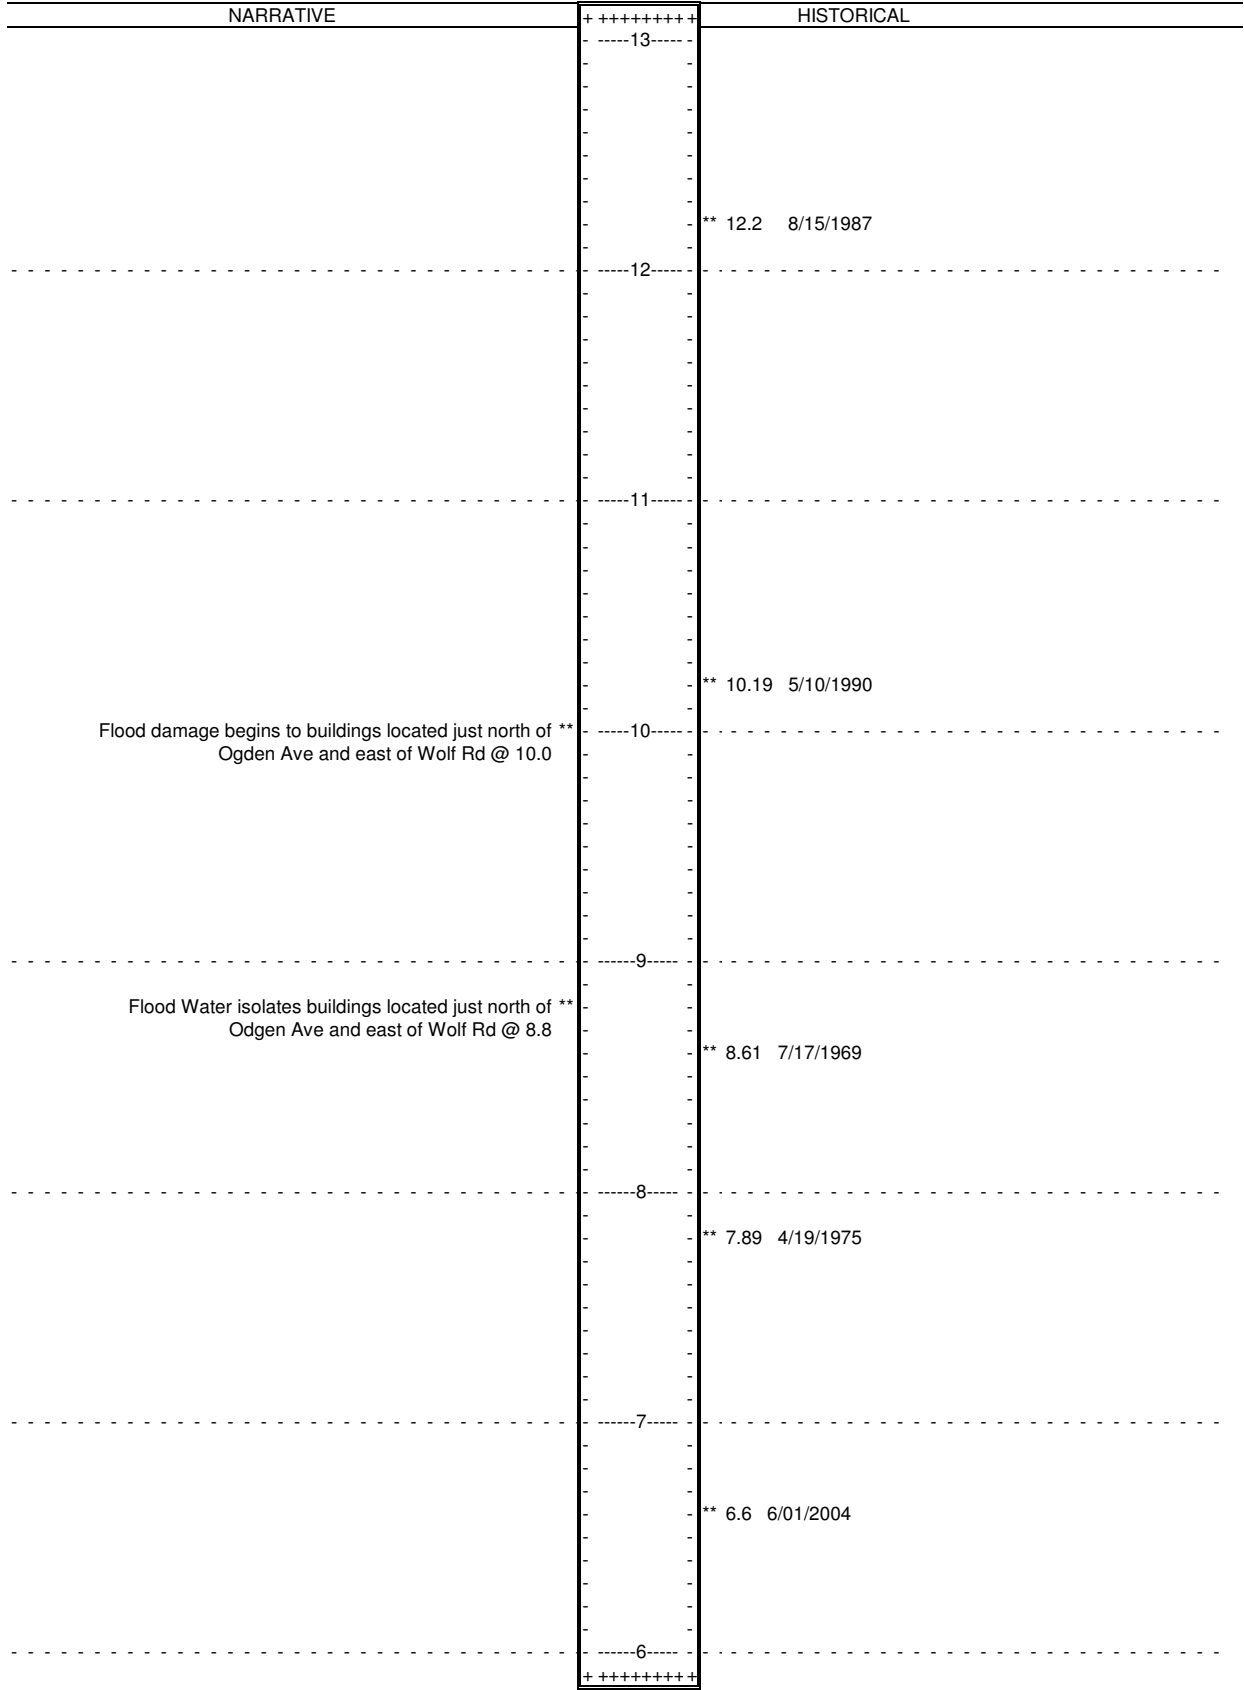 NARRATIVE + +++++++++ HISTORICAL
- -----13----- -
** 12.2 8/15/1987
-----12-----
-----11-----
** 10.19 5/10/1990
Flood damage begins to buildings located just north of ** -----10-----
Ogden Ave and east of Wolf Rd @ 10.0
------9-----
Flood Water isolates buildings located just north of **
Odgen Ave and east of Wolf Rd @ 8.8
** 8.61 7/17/1969
------8-----
** 7.89 4/19/1975
------7-----
** 6.6 6/01/2004
------6-----
+ +++++++++ +